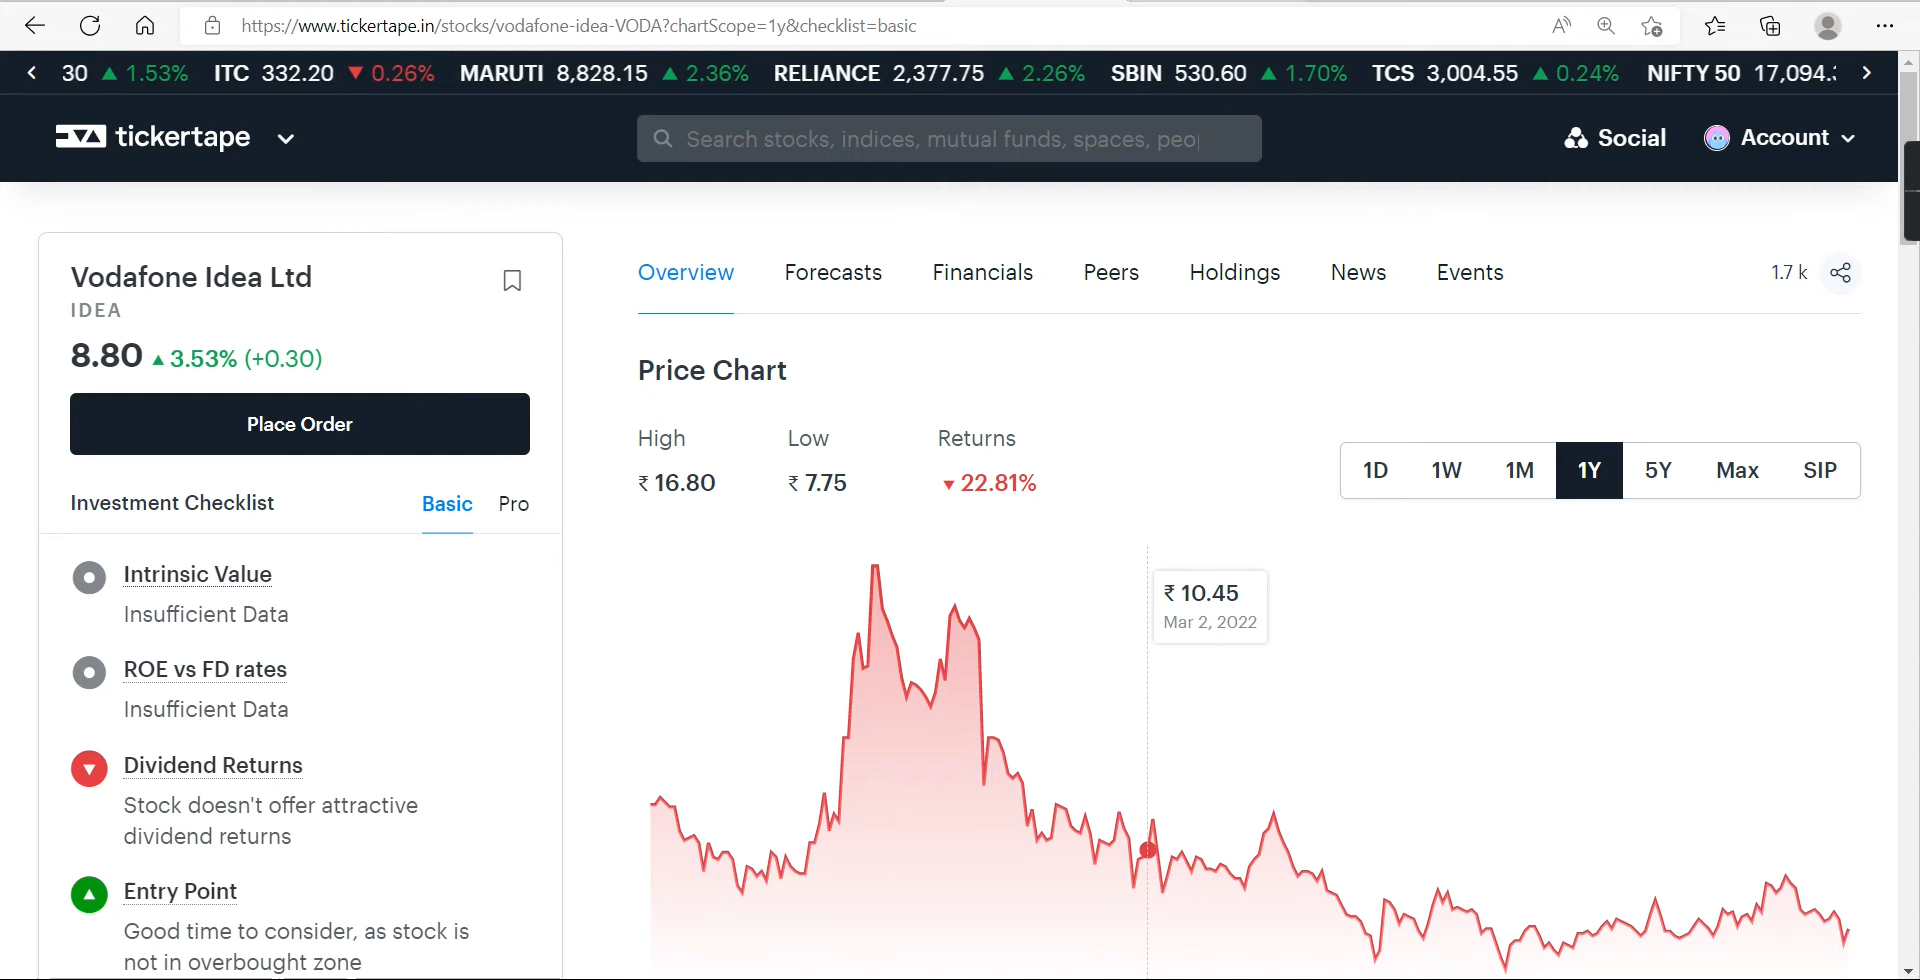 https://www.tickertape.in/stocks/vodafone-idea-VODA?chartScope=1y&checklist=basic
30 ▲ 1.53% ITC 332.20 ▼ 0.26% MARUTI 8,828.15 ▲ 2.36% RELIANCE 2,377.75 ▲ 2.26% SBIN 530.60 ▲ 1.70% TCS 3,004.55 ▲ 0.24% NIFTY 50 17,094.
tickertape
Search stocks, indices, mutual funds, spaces, peo
Social
Account
Vodafone Idea Ltd
IDEA
8.80 ▲ 3.53% (+0.30)
Place Order
Investment Checklist Basic Pro
Intrinsic Value
Insufficient Data
ROE vs FD rates
Insufficient Data
Dividend Returns
Stock doesn't offer attractive
dividend returns
Entry Point
Good time to consider, as stock is
not in overbought zone
Overview Forecasts Financials Peers Holdings News Events 1.7 k
Price Chart
High Low Returns
₹ 16.80 ₹ 7.75 ▼ 22.81%
1D 1W 1M 1Y 5Y Max SIP
₹ 10.45
Mar 2, 2022